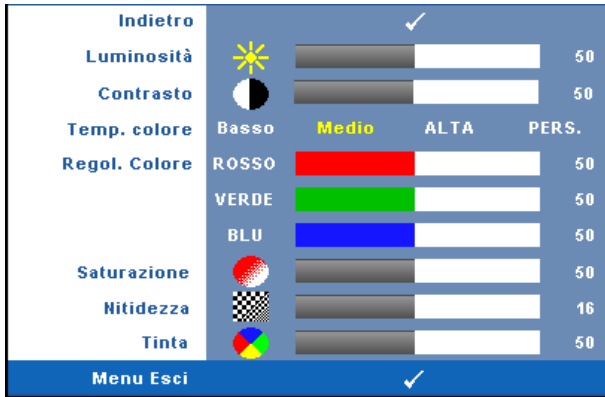 Indietro
Luminosità 50
Contrasto 50
Temp. colore Basso Medio ALTA PERS.
Regol. Colore ROSSO 50
VERDE 50
BLU 50
Saturazione 50
Nitidezza 16
Tinta 50
Menu Esci